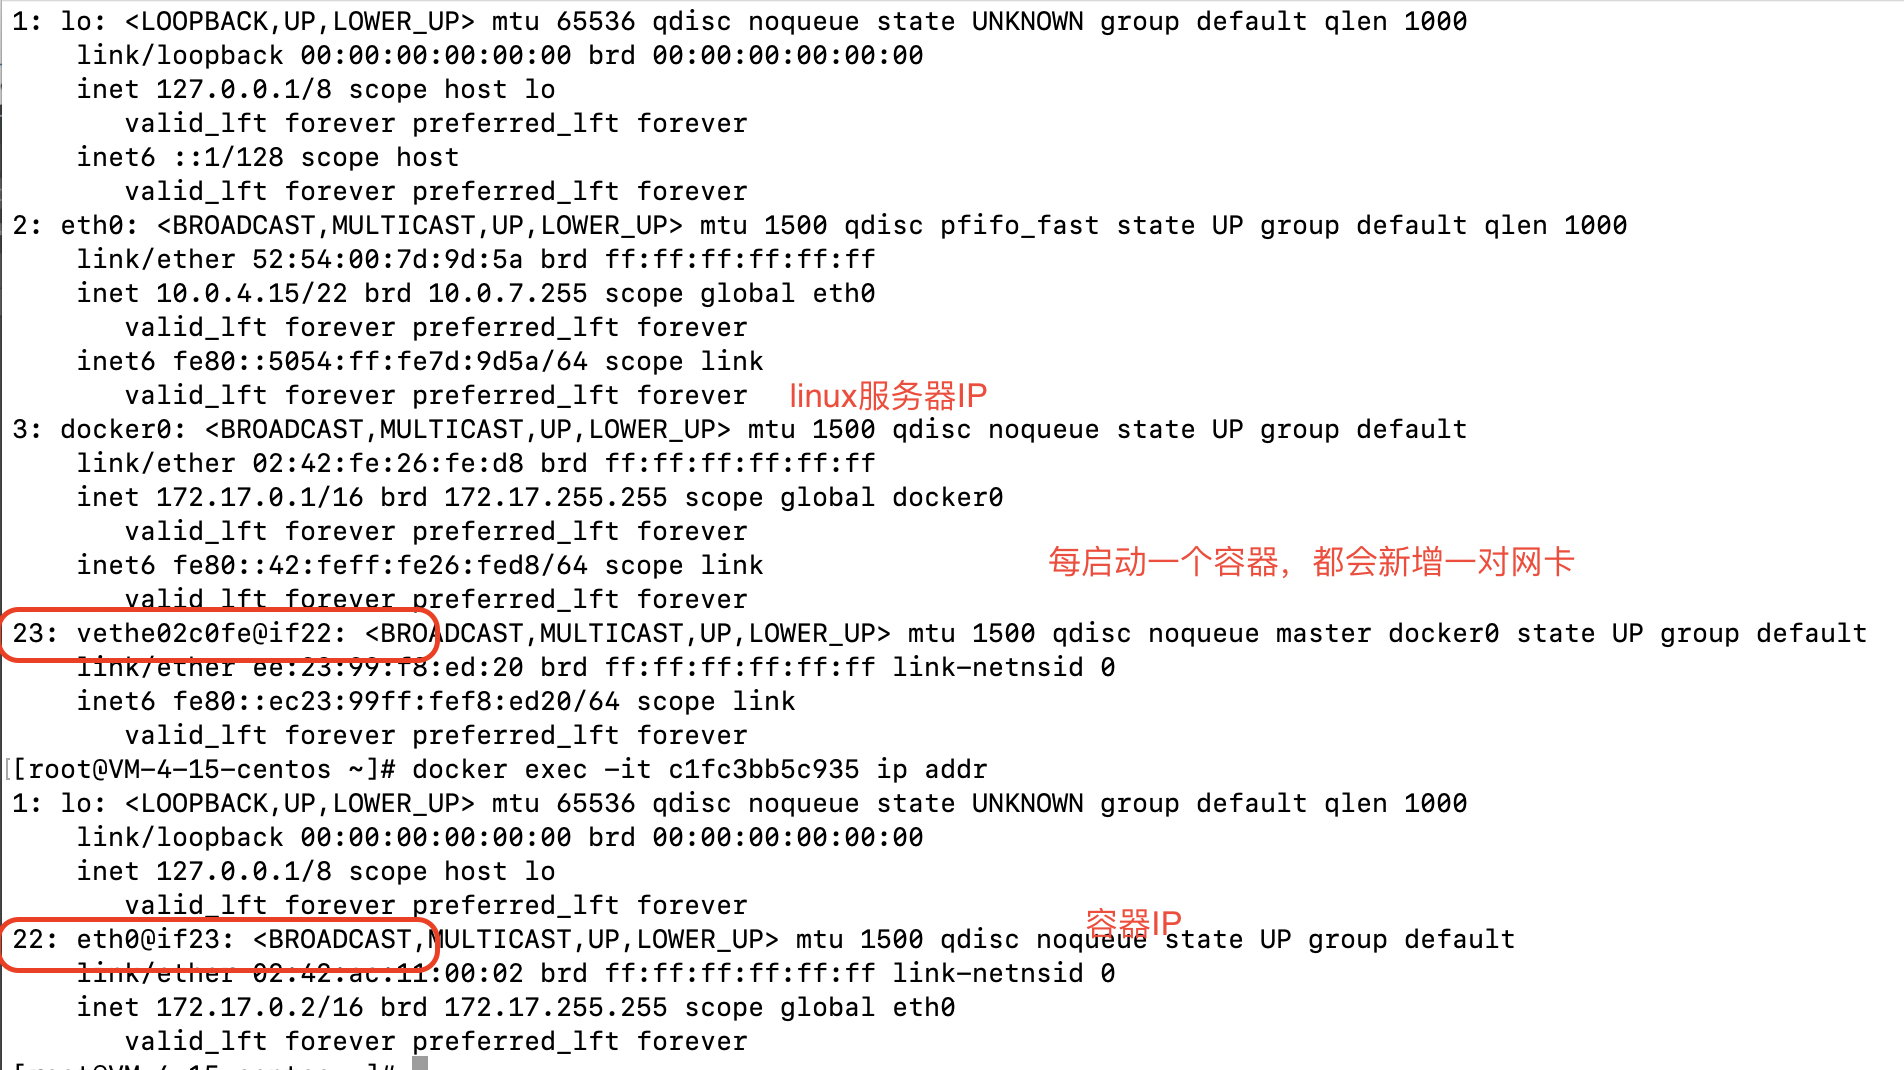 1: lo: <LOOPBACK,UP,LOWER_UP> mtu 65536 qdisc noqueue state UNKNOWN group default qlen 1000
link/loopback 00:00:00:00:00:00 brd 00:00:00:00:00:00
inet 127.0.0.1/8 scope host lo
valid_lft forever preferred_lft forever
inet6 ::1/128 scope host
valid_lft forever preferred_lft forever
2: eth0: <BROADCAST,MULTICAST,UP,LOWER_UP> mtu 1500 qdisc pfifo_fast state UP group default qlen 1000
link/ether 52:54:00:7d:9d:5a brd ff:ff:ff:ff:ff:ff
inet 10.0.4.15/22 brd 10.0.7.255 scope global eth0
valid_lft forever preferred_lft forever
inet6 fe80::5054:ff:fe7d:9d5a/64 scope link
valid_lft forever preferred_lft forever
linux服务器IP
3: docker0: <BROADCAST,MULTICAST,UP,LOWER_UP> mtu 1500 qdisc noqueue state UP group default
link/ether 02:42:fe:26:fe:d8 brd ff:ff:ff:ff:ff:ff
inet 172.17.0.1/16 brd 172.17.255.255 scope global docker0
valid_lft forever preferred_lft forever
inet6 fe80::42:feff:fe26:fed8/64 scope link
每启动一个容器，都会新增一对网卡
valid_lft forever preferred_lft forever
23: vethe02c0fe@if22: <BROADCAST,MULTICAST,UP,LOWER_UP> mtu 1500 qdisc noqueue master docker0 state UP group default
link/ether ee:23:99:f8:ed:20 brd ff:ff:ff:ff:ff:ff link-netnsid 0
inet6 fe80::ec23:99ff:fef8:ed20/64 scope link
valid_lft forever preferred_lft forever
[root@VM-4-15-centos ~]# docker exec -it c1fc3bb5c935 ip addr
1: lo: <LOOPBACK,UP,LOWER_UP> mtu 65536 qdisc noqueue state UNKNOWN group default qlen 1000
link/loopback 00:00:00:00:00:00 brd 00:00:00:00:00:00
inet 127.0.0.1/8 scope host lo
valid_lft forever preferred_lft forever
容器IP
22: eth0@if23: <BROADCAST,MULTICAST,UP,LOWER_UP> mtu 1500 qdisc noqueue state UP group default
link/ether 02:42:ac:11:00:02 brd ff:ff:ff:ff:ff:ff link-netnsid 0
inet 172.17.0.2/16 brd 172.17.255.255 scope global eth0
valid_lft forever preferred_lft forever
[root@VM-4-15-centos ~]#